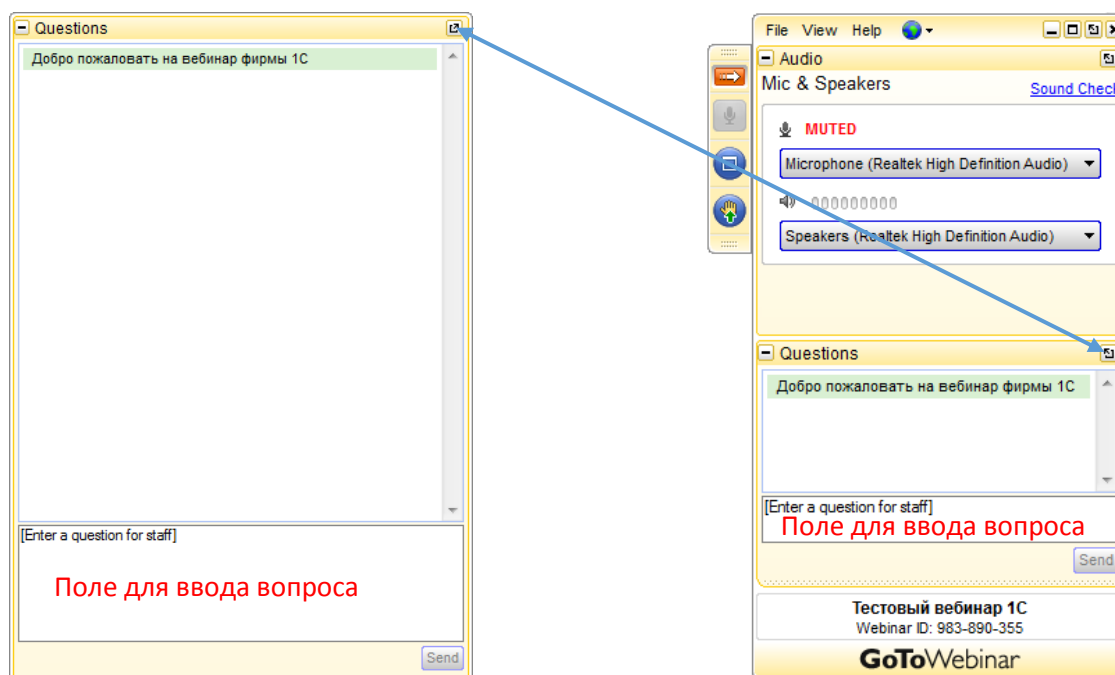 Questions
Добро пожаловать на вебинар фирмы 1С
[Enter a question for staff]
Поле для ввода вопроса
Send
File View Help
Audio
Mic & Speakers
Sound Check
MUTED
Microphone (Realtek High Definition Audio)
000000000
Speakers (Realtek High Definition Audio)
Questions
Добро пожаловать на вебинар фирмы 1С
[Enter a question for staff]
Поле для ввода вопроса
Send
Тестовый вебинар 1С
Webinar ID: 983-890-355
GoToWebinar